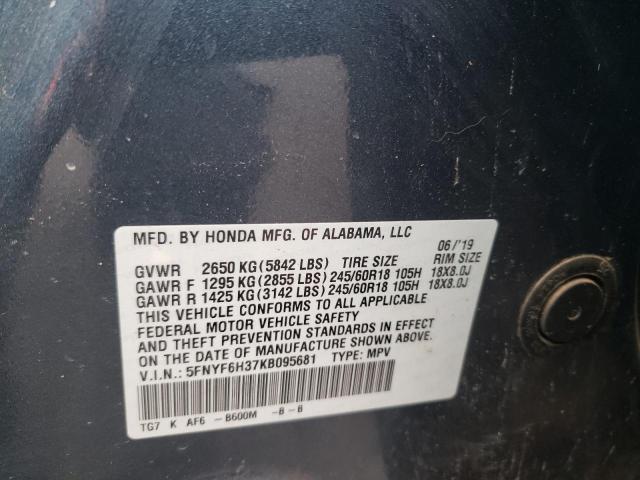 MFD. BY HONDA MFG. OF ALABAMA, LLC 06/'19
GVWR 2650 KG (5842 LBS) TIRE SIZE RIM SIZE
GAWR F 1295 KG (2855 LBS) 245/60R18 105H 18X8.0J
GAWR R 1425 KG (3142 LBS) 245/60R18 105H 18X8.0J
THIS VEHICLE CONFORMS TO ALL APPLICABLE
FEDERAL MOTOR VEHICLE SAFETY
AND THEFT PREVENTION STANDARDS IN EFFECT
ON THE DATE OF MANUFACTURE SHOWN ABOVE.
V.I.N.: 5FNYF6H37KB095681 TYPE: MPV
TG7 K AF6 - B600M -B-B